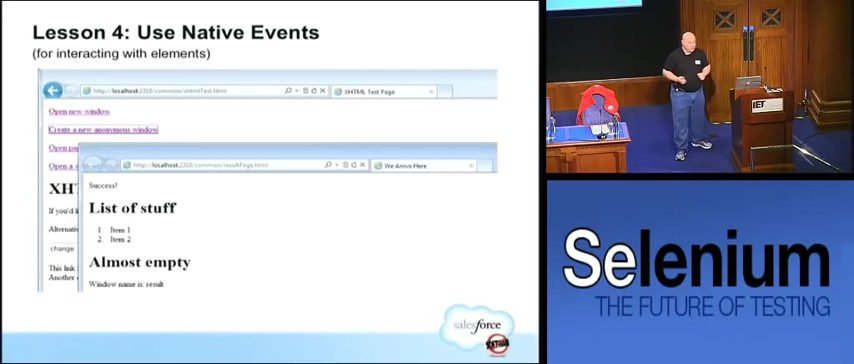 Lesson 4: Use Native Events
(for interacting with elements)
http://localhost:2310/common/xhtmlTest.html
XHTML Test Page
Open new window
Create a new anonymous window
Open
Open a
http://localhost:2310/common/resultPage.html
We Arrive Here
Success!
List of stuff
1. Item 1
2. Item 2
Almost empty
Window name is: result
XHT
If you'd l
Alternativ
change
This link
Another
salesforce
SOFTWARE
IET
Selenium
THE FUTURE OF TESTING